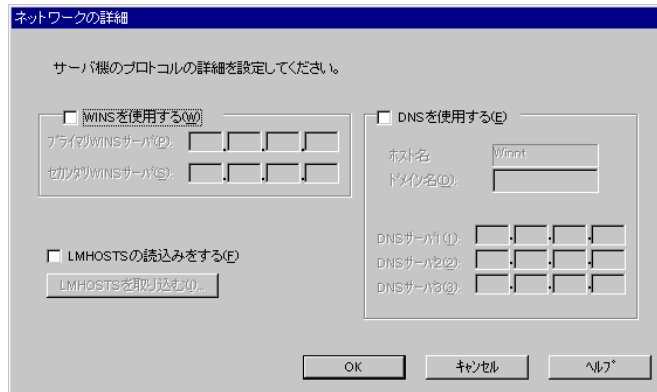 ネットワークの詳細
サーバ機のプロトコルの詳細を設定してください。
WINSを使用する(W)
プライマリWINSサーバ(P):
セカンダリWINSサーバ(S):
LMHOSTSの読込みをする(F)
LMHOSTSを取り込む(I)...
DNSを使用する(E)
ホスト名
Winnt
ドメイン名(D):
DNSサーバ1(1):
DNSサーバ2(2):
DNSサーバ3(3):
OK
キャンセル
ヘルプ